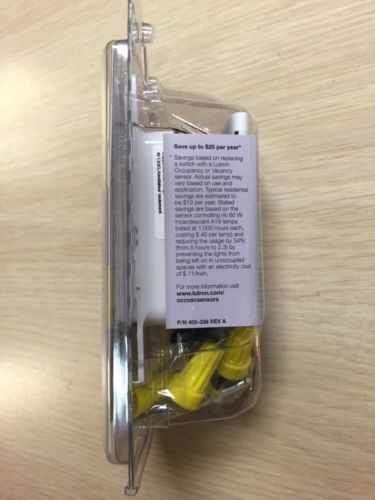 Save up to $25 per year*
* Savings based on replacing
a switch with a Lutron
Occupancy or Vacancy
sensor. Actual savings may
vary based on use and
application. Typical residential
savings are estimated to
be $10 per year. Stated
savings are based on the
sensor controlling (4) 60 W
incandescent A19 lamps
(rated at 1,000 hours each,
costing $.40 per lamp) and
reducing the usage by 54%
(from 5 hours to 2.3) by
preventing the lights from
being left on in unoccupied
spaces with an electricity cost
of $.11/kwh.
For more information visit
www.lutron.com/
occvacsensors
P/N 405-336 REV A